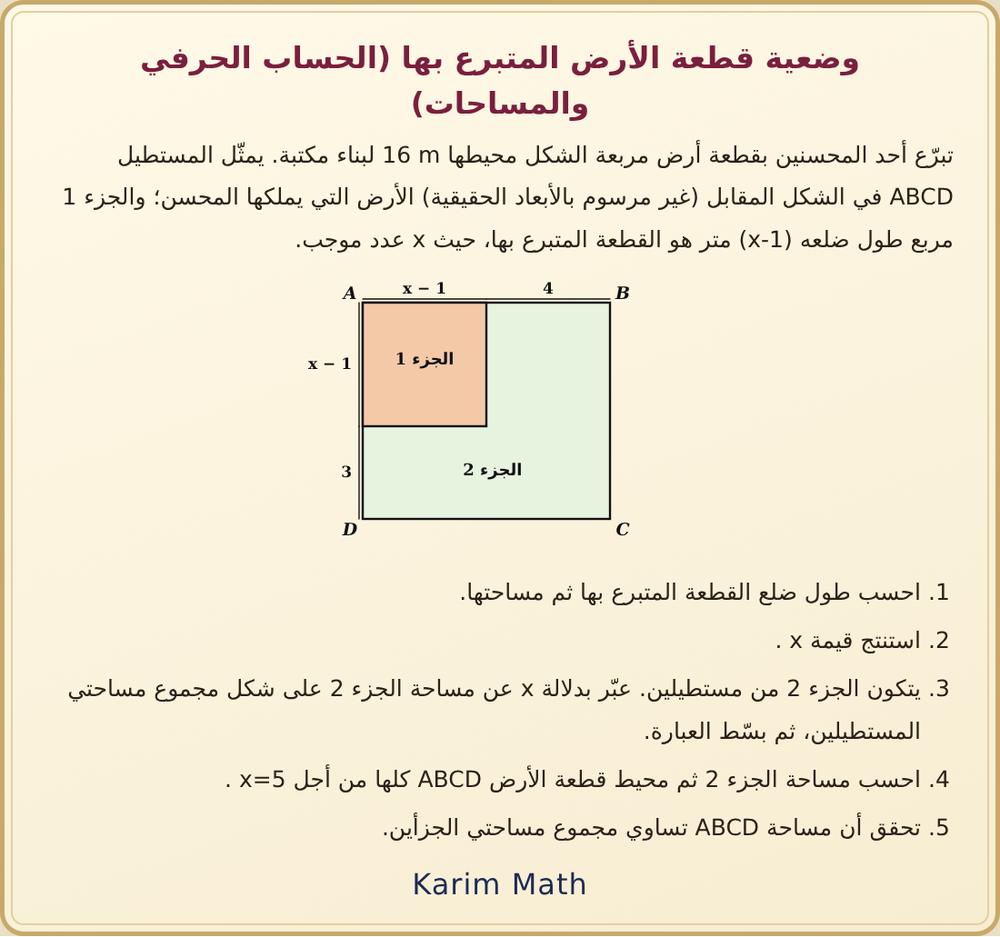 وضعية قطعة الأرض المتبرع بها (الحساب الحرفي
والمساحات)
تبرّع أحد المحسنين بقطعة أرض مربعة الشكل محيطها 16 m لبناء مكتبة. يمثّل المستطيل
ABCD في الشكل المقابل (غير مرسوم بالأبعاد الحقيقية) الأرض التي يملكها المحسن؛ والجزء 1
مربع طول ضلعه (x-1) متر هو القطعة المتبرع بها، حيث x عدد موجب.
A x − 1 4 B
x − 1 الجزء 1
3 الجزء 2
D C
1. احسب طول ضلع القطعة المتبرع بها ثم مساحتها.
2. استنتج قيمة x .
3. يتكون الجزء 2 من مستطيلين. عبّر بدلالة x عن مساحة الجزء 2 على شكل مجموع مساحتي
المستطيلين، ثم بسّط العبارة.
4. احسب مساحة الجزء 2 ثم محيط قطعة الأرض ABCD كلها من أجل x=5 .
5. تحقق أن مساحة ABCD تساوي مجموع مساحتي الجزأين.
Karim Math